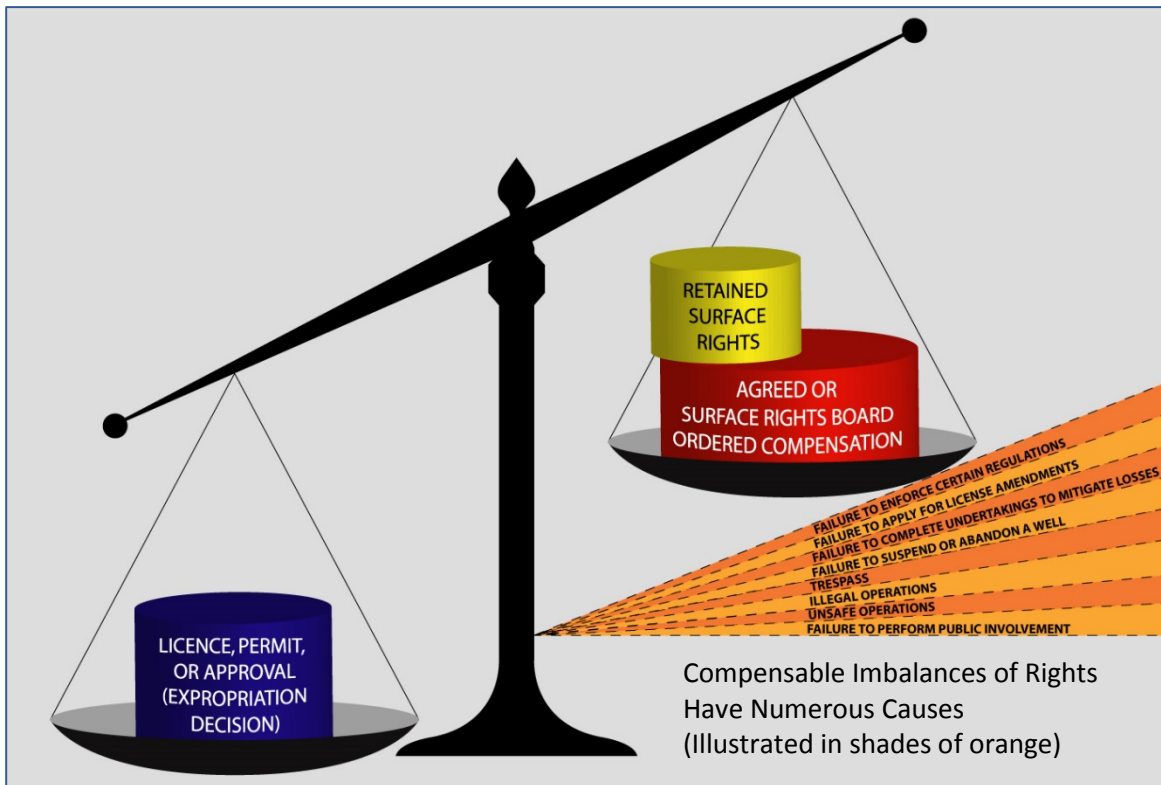 RETAINED
SURFACE
RIGHTS
AGREED OR
SURFACE RIGHTS BOARD
ORDERED COMPENSATION
FAILURE TO ENFORCE CERTAIN REGULATIONS
FAILURE TO APPLY FOR LICENSE AMENDMENTS
FAILURE TO COMPLETE UNDERTAKINGS TO MITIGATE LOSSES
FAILURE TO SUSPEND OR ABANDON A WELL
TRESPASS
ILLEGAL OPERATIONS
UNSAFE OPERATIONS
FAILURE TO PERFORM PUBLIC INVOLVEMENT
LICENCE, PERMIT,
OR APPROVAL
(EXPROPRIATION
DECISION)
Compensable Imbalances of Rights
Have Numerous Causes
(Illustrated in shades of orange)